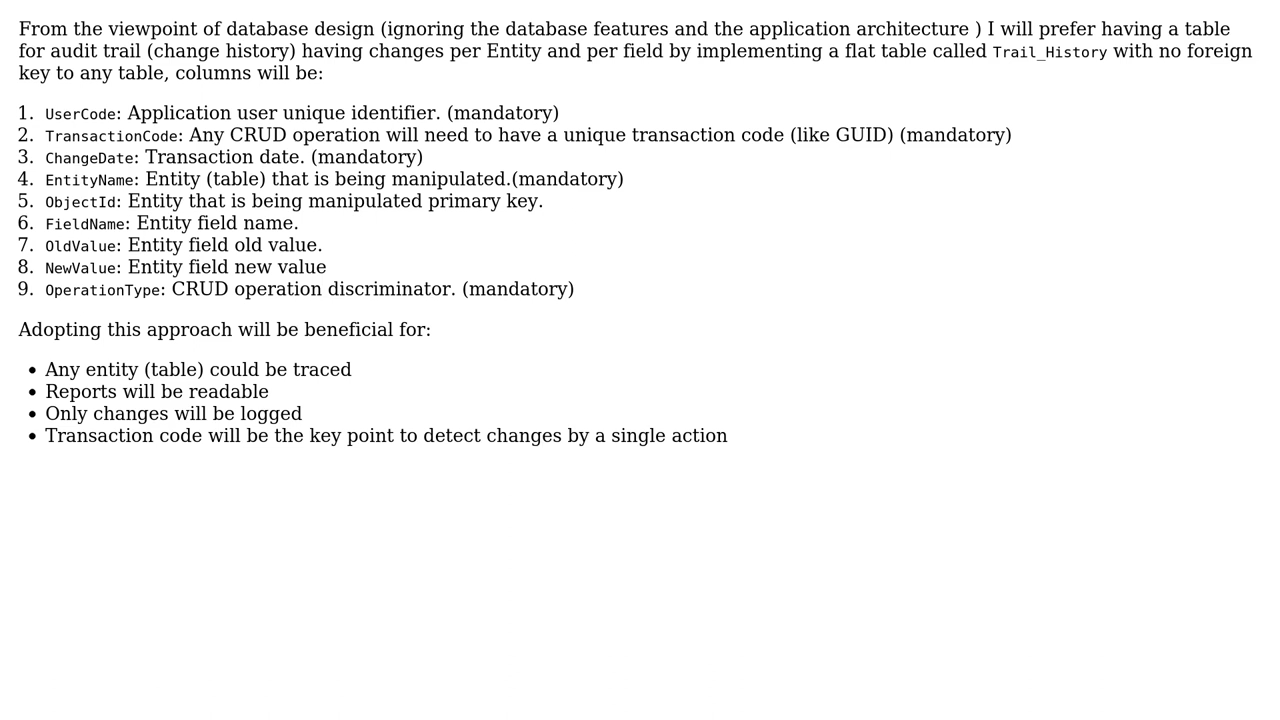 From the viewpoint of database design (ignoring the database features and the application architecture ) I will prefer having a table
for audit trail (change history) having changes per Entity and per field by implementing a flat table called Trail_History with no foreign
key to any table, columns will be:
1. UserCode: Application user unique identifier. (mandatory)
2. TransactionCode: Any CRUD operation will need to have a unique transaction code (like GUID) (mandatory)
3. ChangeDate: Transaction date. (mandatory)
4. EntityName: Entity (table) that is being manipulated.(mandatory)
5. ObjectId: Entity that is being manipulated primary key.
6. FieldName: Entity field name.
7. OldValue: Entity field old value.
8. NewValue: Entity field new value
9. OperationType: CRUD operation discriminator. (mandatory)
Adopting this approach will be beneficial for:
• Any entity (table) could be traced
• Reports will be readable
• Only changes will be logged
• Transaction code will be the key point to detect changes by a single action